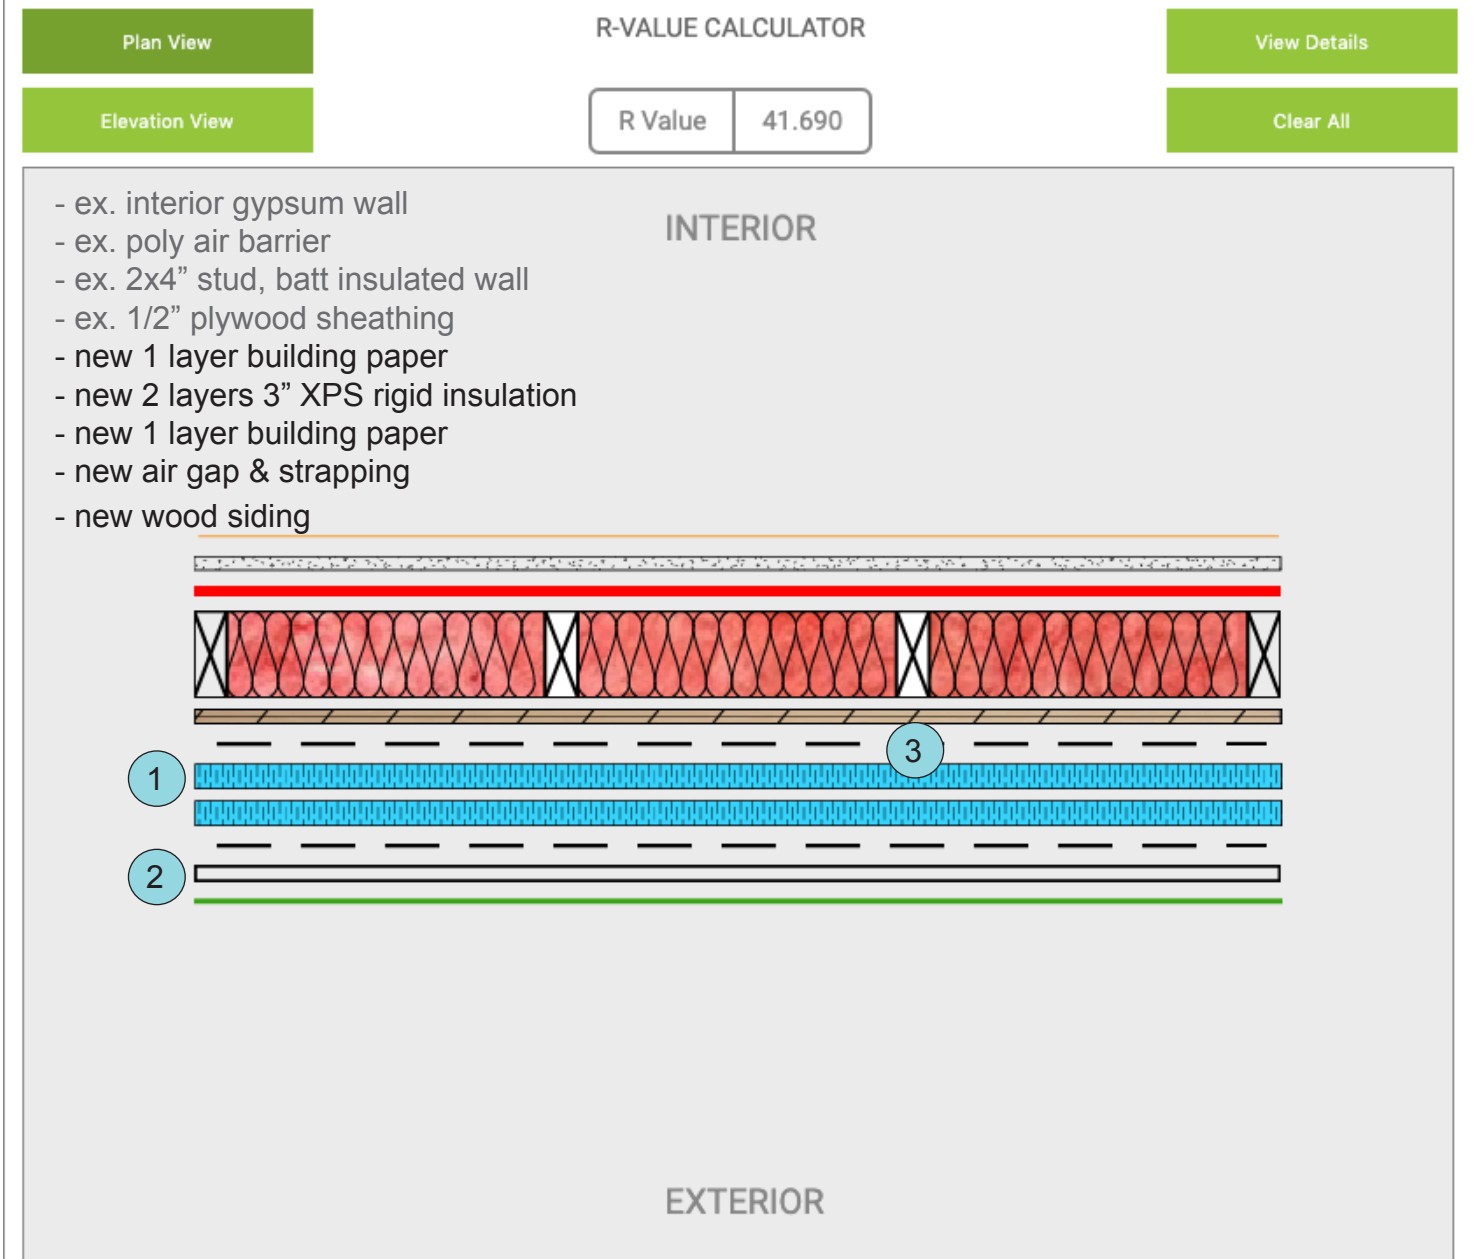 Plan View
R-VALUE CALCULATOR
View Details
Elevation View
R Value 41.690
Clear All
- ex. interior gypsum wall
INTERIOR
- ex. poly air barrier
- ex. 2x4” stud, batt insulated wall
- ex. 1/2” plywood sheathing
- new 1 layer building paper
- new 2 layers 3” XPS rigid insulation
- new 1 layer building paper
- new air gap & strapping
- new wood siding
3
1
2
EXTERIOR